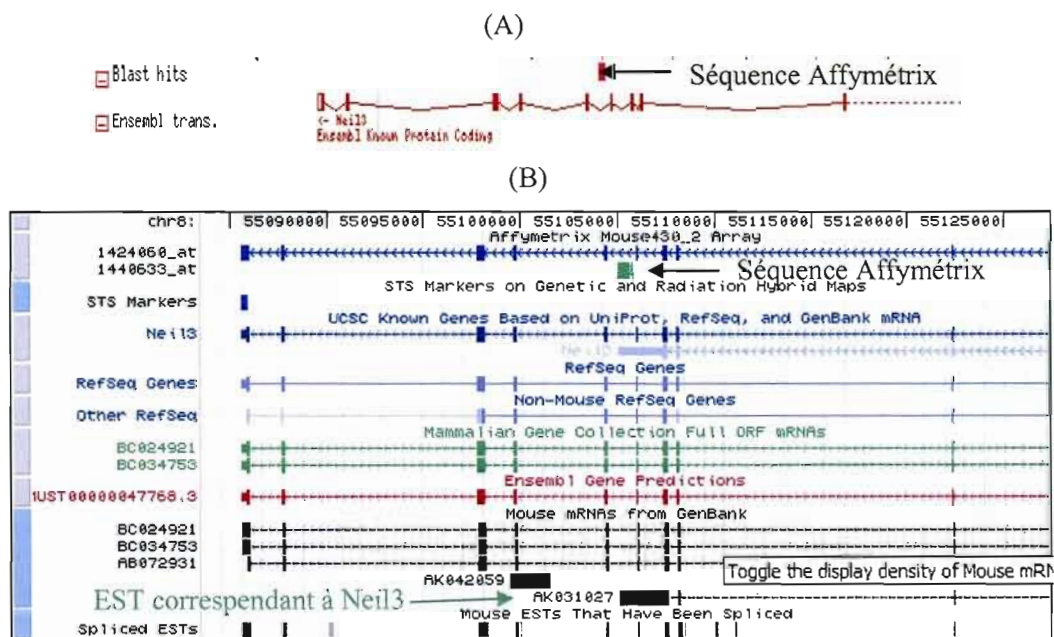 (A)
Blast hits
Séquence Affymétrix
Ensembl trans.
<- Neil3
Ensembl Known Protein Coding
(B)
chr8: 55090000 55095000 55100000 55105000 55110000 55115000 55120000 55125000
Affymetrix Mouse430_2 Array
1424060_at
1440633_at
Séquence Affymétrix
STS Markers on Genetic and Radiation Hybrid Maps
STS Markers
UCSC Known Genes Based on UniProt, RefSeq, and GenBank mRNA
Neil3
Neil3
RefSeq Genes
RefSeq Genes
Non-Mouse RefSeq Genes
Other RefSeq
Mammalian Gene Collection Full ORF mRNAs
BC024921
BC034753
Ensembl Gene Predictions
MUST00000047768.3
Mouse mRNAs from GenBank
BC024921
BC034753
AB072931
Toggle the display density of Mouse mRN
AK042059
EST correspendant à Neil3
AK031027
Mouse ESTs That Have Been Spliced
Spliced ESTs